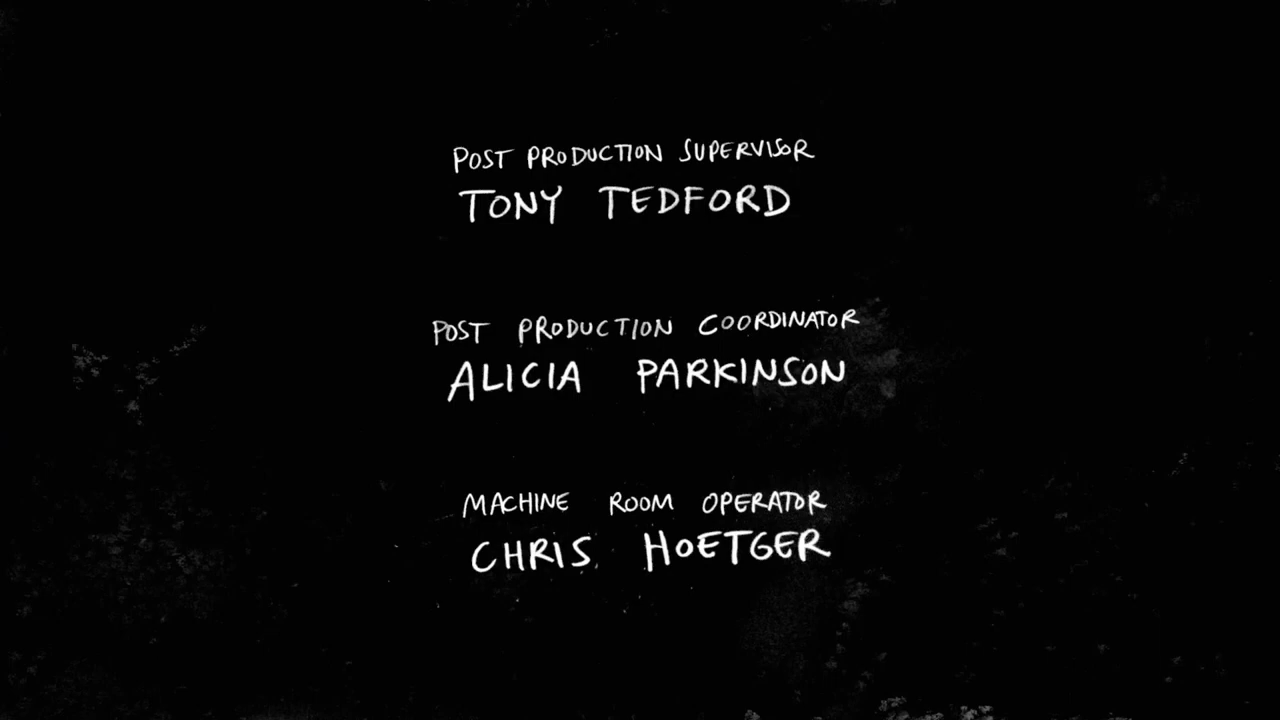 POST PRODUCTION SUPERVISOR
TONY TEDFORD
POST PRODUCTION COORDINATOR
ALICIA PARKINSON
MACHINE ROOM OPERATOR
CHRIS HOETGER